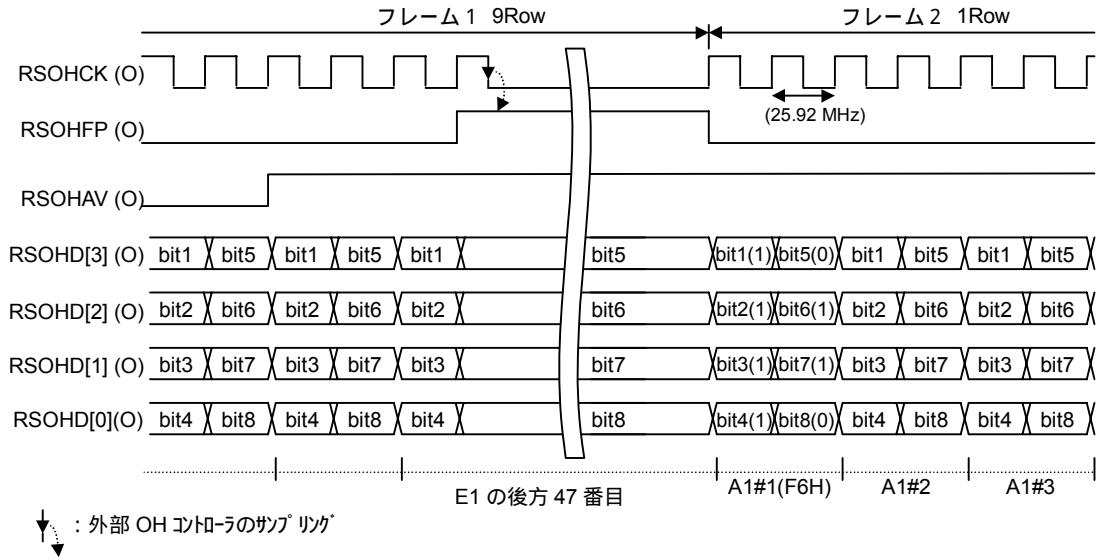 フレーム 1 9Row フレーム 2 1Row
RSOHCK (O)
(25.92 MHz)
RSOHFP (O)
RSOHAV (O)
RSOHD[3] (O) bit1 bit5 bit1 bit5 bit1 bit5 bit1(1) bit5(0) bit1 bit5 bit1 bit5
RSOHD[2] (O) bit2 bit6 bit2 bit6 bit2 bit6 bit2(1) bit6(1) bit2 bit6 bit2 bit6
RSOHD[1] (O) bit3 bit7 bit3 bit7 bit3 bit7 bit3(1) bit7(1) bit3 bit7 bit3 bit7
RSOHD[0](O) bit4 bit8 bit4 bit8 bit4 bit8 bit4(1) bit8(0) bit4 bit8 bit4 bit8
E1 の後方 47 番目 A1#1(F6H) A1#2 A1#3
: 外部 OH ｺﾝﾄﾛｰﾗのｻﾝﾌﾟﾘﾝｸﾞ